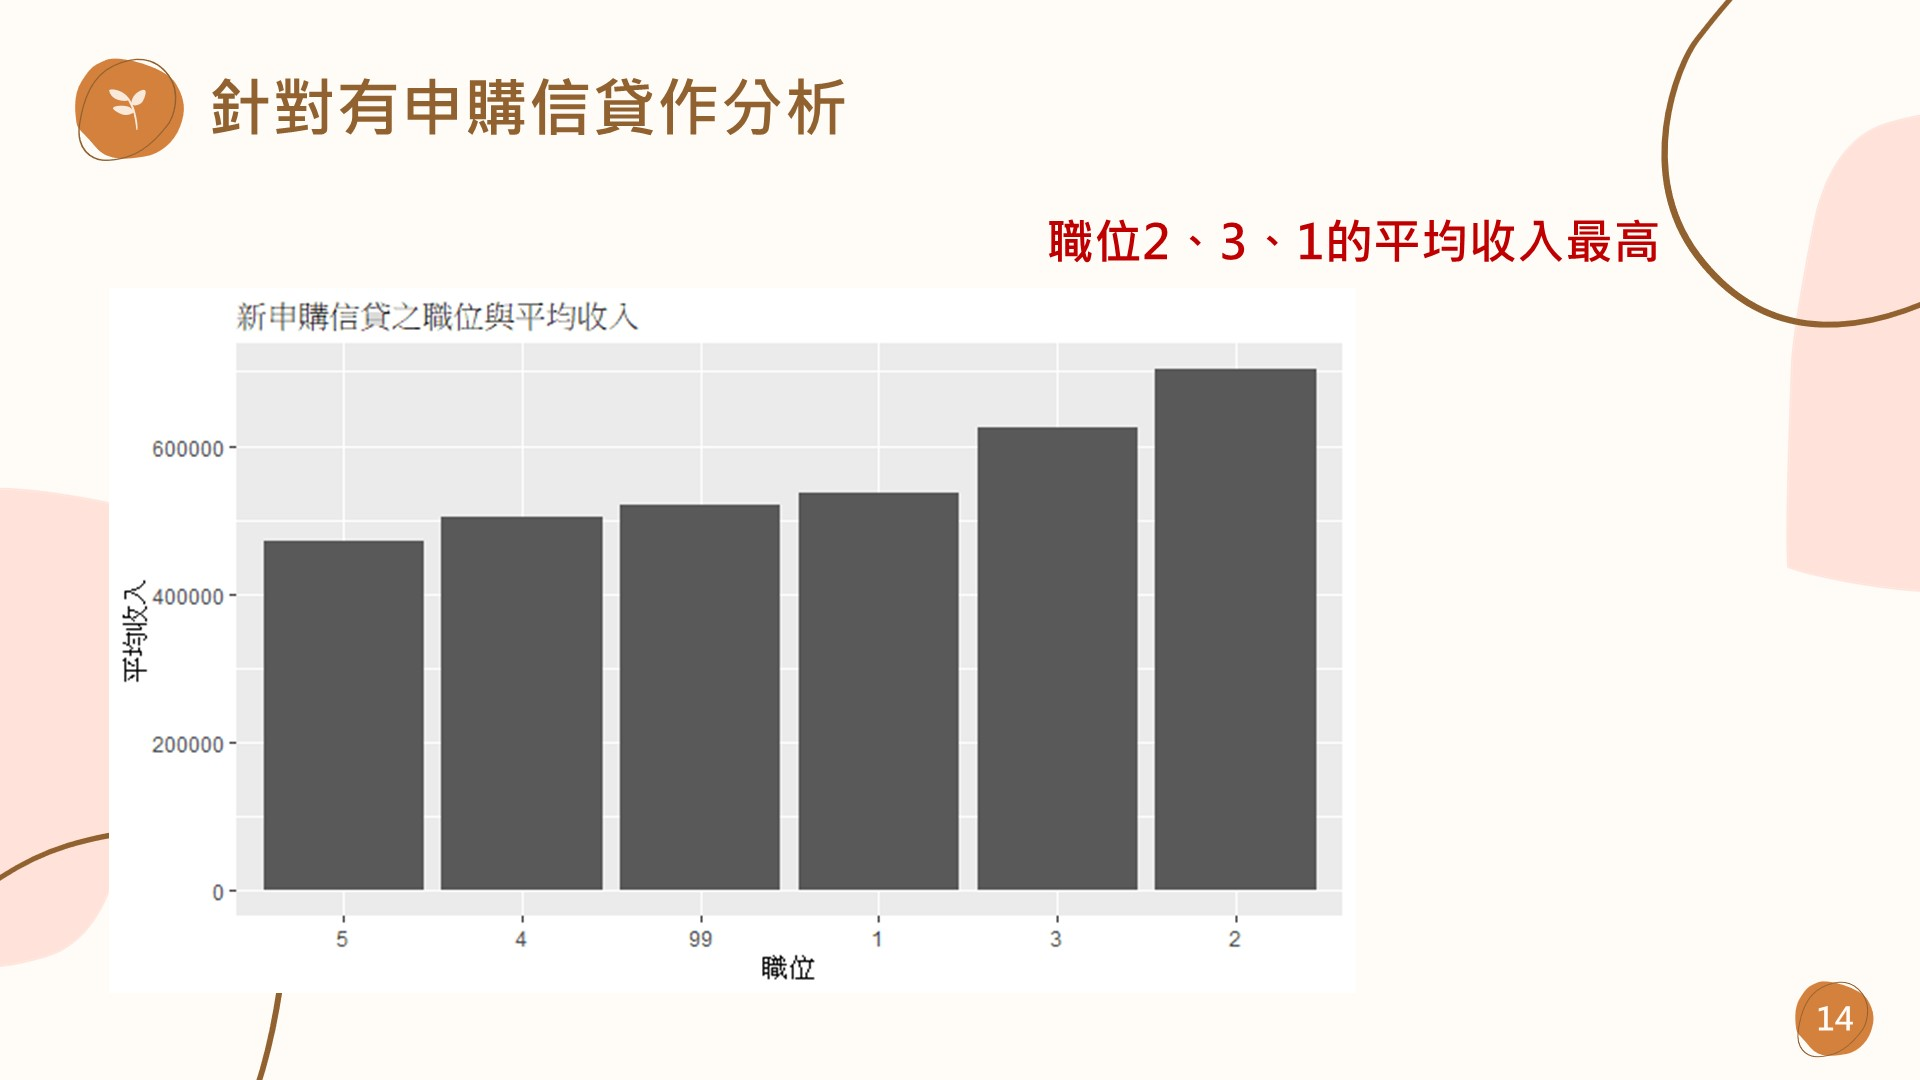 針對有申購信貸作分析
職位2、3、1的平均收入最高
新申購信貸之職位與平均收入
平均收入
600000
400000
200000
0
5 4 99 1 3 2
職位
14